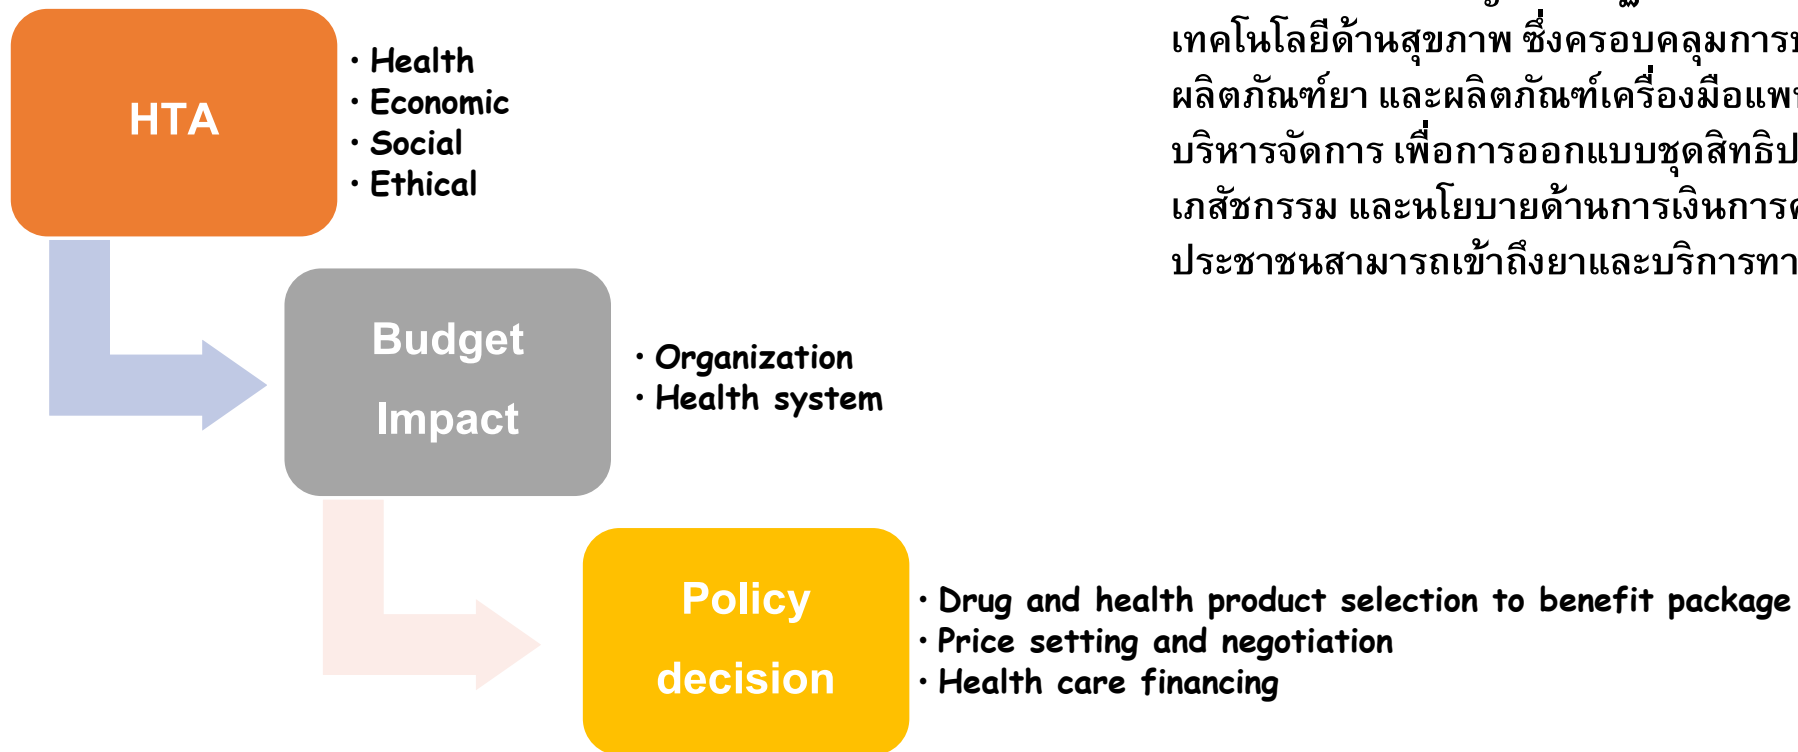 HTA
· Health
· Economic
· Social
· Ethical
Budget
Impact
· Organization
· Health system
Policy
decision
· Drug and health product selection to benefit package
· Price setting and negotiation
· Health care financing
เทคโนโลยีด้านสุขภาพ ซึ่งครอบคลุมการ
ผลิตภัณฑ์ยา และผลิตภัณฑ์เครื่องมือ
บริหารจัดการ เพื่อการออกแบบชุดสิทธิ
เภสัชกรรม และนโยบายด้านการเงินการ
ประชาชนสามารถเข้าถึงยาและบริการ